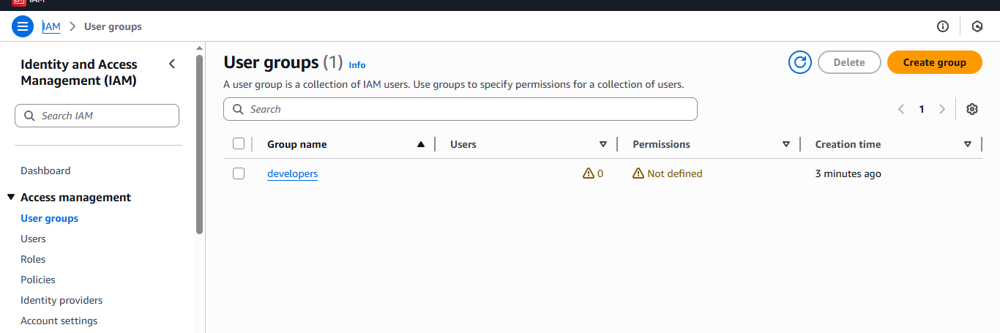 IAM
IAM > User groups
Identity and Access
Management (IAM)
Search IAM
Dashboard
Access management
User groups
Users
Roles
Policies
Identity providers
Account settings
User groups (1) Info
Delete
Create group
A user group is a collection of IAM users. Use groups to specify permissions for a collection of users.
Search
1
Group name Users Permissions Creation time
developers 0 Not defined 3 minutes ago